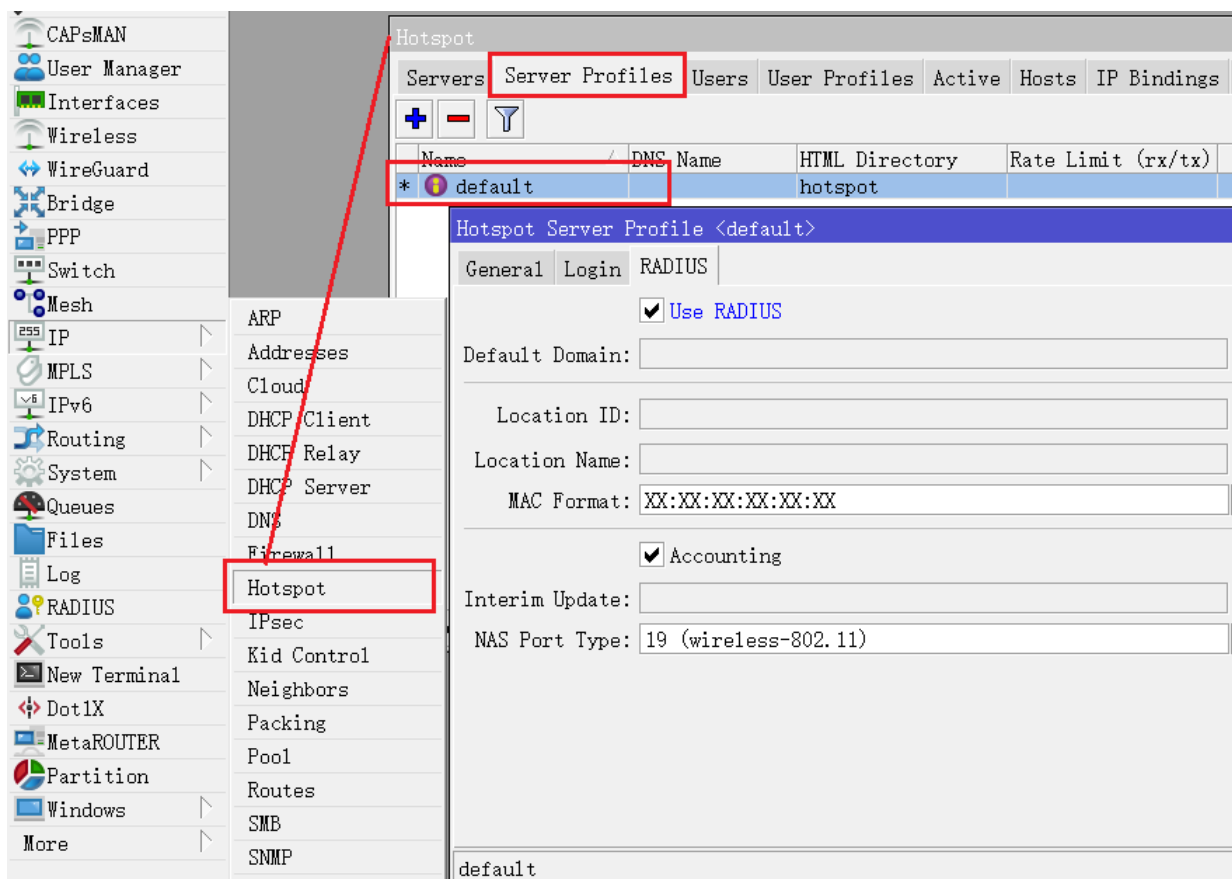 CAPsMAN
User Manager
Interfaces
Wireless
WireGuard
Bridge
PPP
Switch
Mesh
255 IP
MPLS
v6 IPv6
Routing
System
Queues
Files
Log
RADIUS
Tools
New Terminal
Dot1X
MetaROUTER
Partition
Windows
More
ARP
Addresses
Cloud
DHCP Client
DHCP Relay
DHCP Server
DNS
Firewall
Hotspot
IPsec
Kid Control
Neighbors
Packing
Pool
Routes
SMB
SNMP
Hotspot
Servers Server Profiles Users User Profiles Active Hosts IP Bindings
Name DNS Name HTML Directory Rate Limit (rx/tx)
* default hotspot
Hotspot Server Profile <default>
General Login RADIUS
Use RADIUS
Default Domain:
Location ID:
Location Name:
MAC Format: XX:XX:XX:XX:XX:XX
Accounting
Interim Update:
NAS Port Type: 19 (wireless-802.11)
default